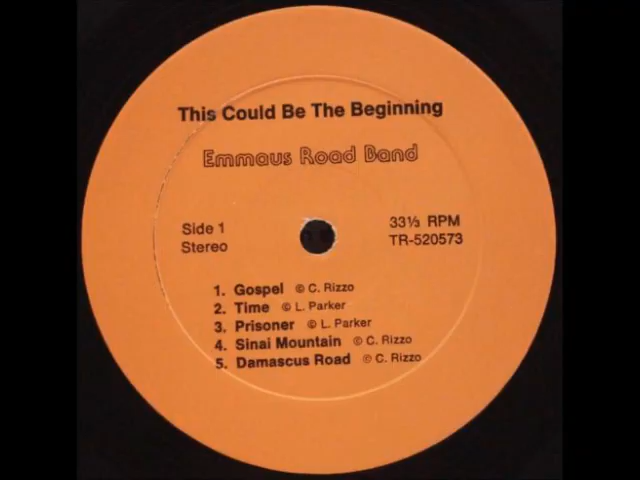 This Could Be The Beginning
Emmaus Road Band
Side 1
Stereo
33⅓ RPM
TR-520573
1. Gospel © C. Rizzo
2. Time © L. Parker
3. Prisoner © L. Parker
4. Sinai Mountain © C. Rizzo
5. Damascus Road © C. Rizzo